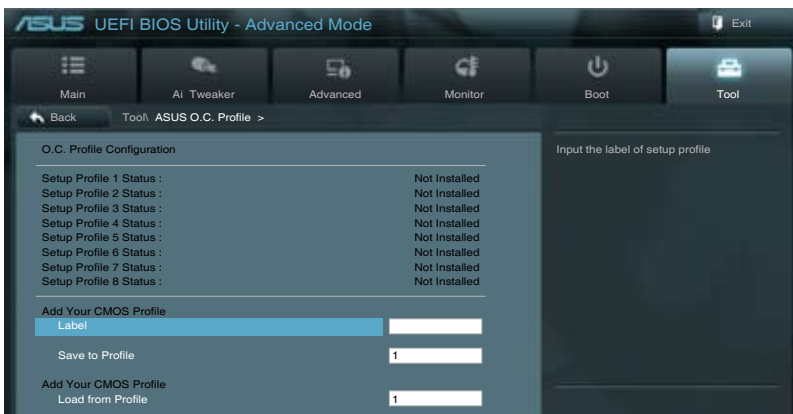 ASUS UEFI BIOS Utility - Advanced Mode
Exit
Main
Ai Tweaker
Advanced
Monitor
Boot
Tool
Back
Tool\ ASUS O.C. Profile >
O.C. Profile Configuration
Input the label of setup profile
Setup Profile 1 Status : Not Installed
Setup Profile 2 Status : Not Installed
Setup Profile 3 Status : Not Installed
Setup Profile 4 Status : Not Installed
Setup Profile 5 Status : Not Installed
Setup Profile 6 Status : Not Installed
Setup Profile 7 Status : Not Installed
Setup Profile 8 Status : Not Installed
Add Your CMOS Profile
Label
Save to Profile 1
Add Your CMOS Profile
Load from Profile 1